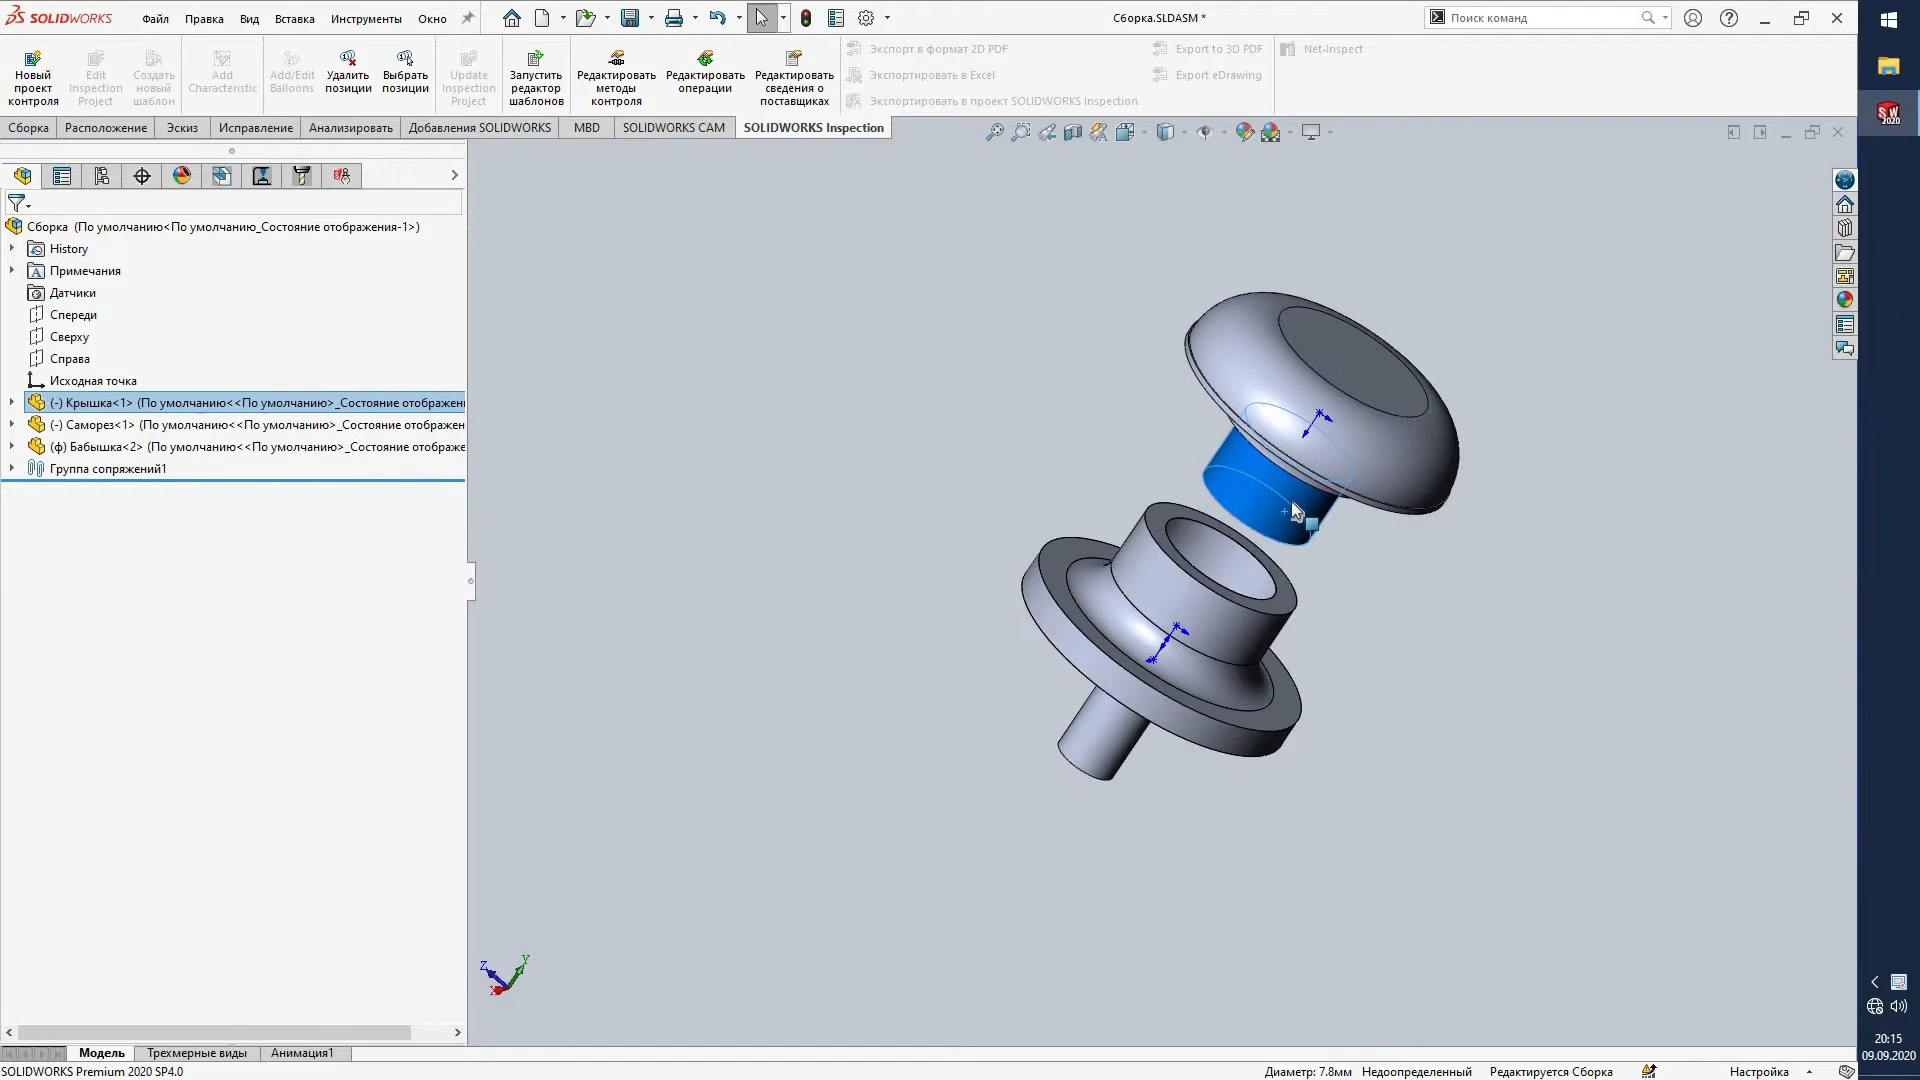 SOLIDWORKS
Файл
Правка
Вид
Вставка
Инструменты
Окно
Сборка.SLDASM *
Поиск команд
Новый
проект
контроля
Edit
Inspection
Project
Создать
новый
шаблон
Add
Characteristic
Add/Edit
Balloons
Удалить
позиции
Выбрать
позиции
Update
Inspection
Project
Запустить
редактор
шаблонов
Редактировать
методы
контроля
Редактировать
операции
Редактировать
сведения о
поставщиках
Экспорт в формат 2D PDF
Экспортировать в Excel
Экспортировать в проект SOLIDWORKS Inspection
Export to 3D PDF
Export eDrawing
Net-Inspect
Сборка
Расположение
Эскиз
Исправление
Анализировать
Добавления SOLIDWORKS
MBD
SOLIDWORKS CAM
SOLIDWORKS Inspection
Сборка (По умолчанию<По умолчанию_Состояние отображения-1>)
History
Примечания
Датчики
Спереди
Сверху
Справа
Исходная точка
(-) Крышка<1> (По умолчанию<<По умолчанию>_Состояние отображен
(-) Саморез<1> (По умолчанию<<По умолчанию>_Состояние отображен
(ф) Бабышка<2> (По умолчанию<<По умолчанию>_Состояние отображе
Группа сопряжений1
Z
Y
X
Модель
Трехмерные виды
Анимация1
SOLIDWORKS Premium 2020 SP4.0
Диаметр: 7.8мм
Недоопределенный
Редактируется Сборка
Настройка
SW
2020
20:15
09.09.2020